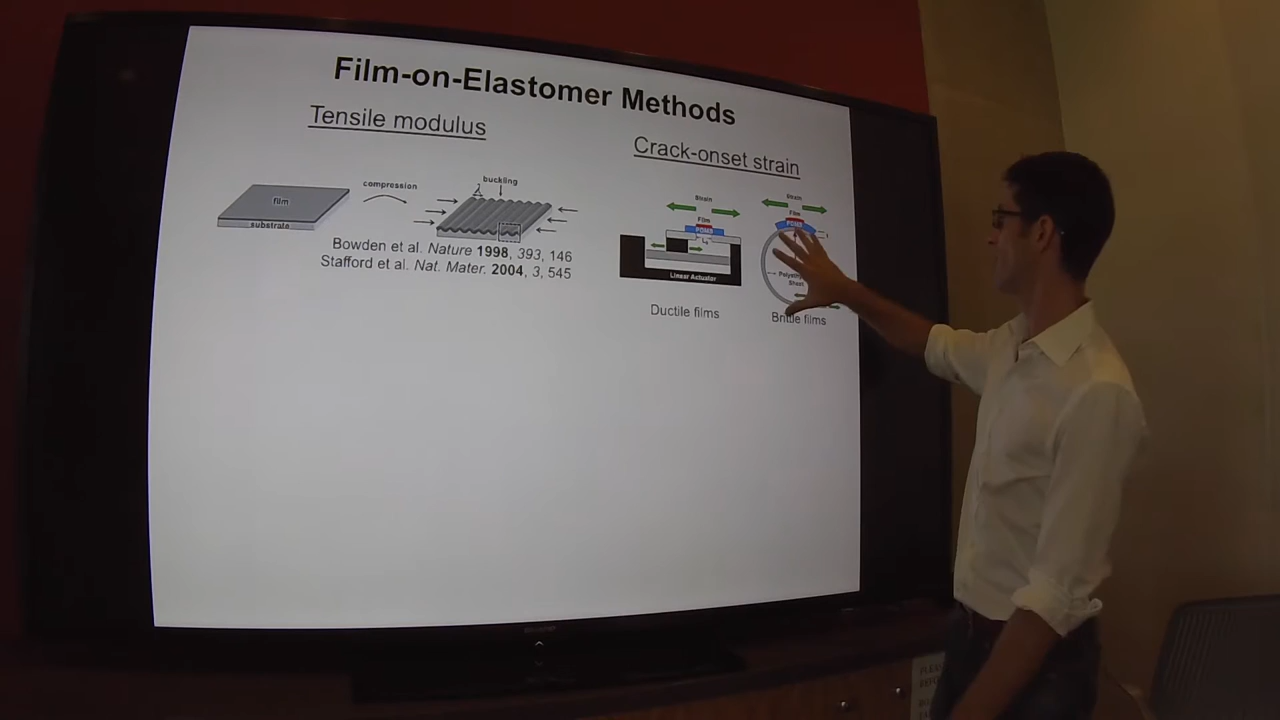 Film-on-Elastomer Methods
Tensile modulus
Crack-onset strain
compression
buckling
λ
film
substrate
Bowden et al. Nature 1998, 393, 146
Stafford et al. Nat. Mater. 2004, 3, 545
Strain
Film
PDMS
Linear Actuator
Ductile films
Strain
Film
PDMS
Sheet
Brittle films